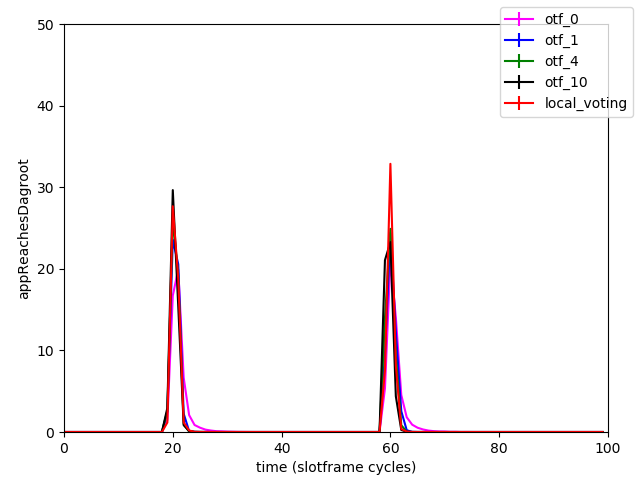 otf_0
otf_1
otf_4
otf_10
local_voting
50
40
30
20
10
0
appReachesDagroot
0 20 40 60 80 100
time (slotframe cycles)